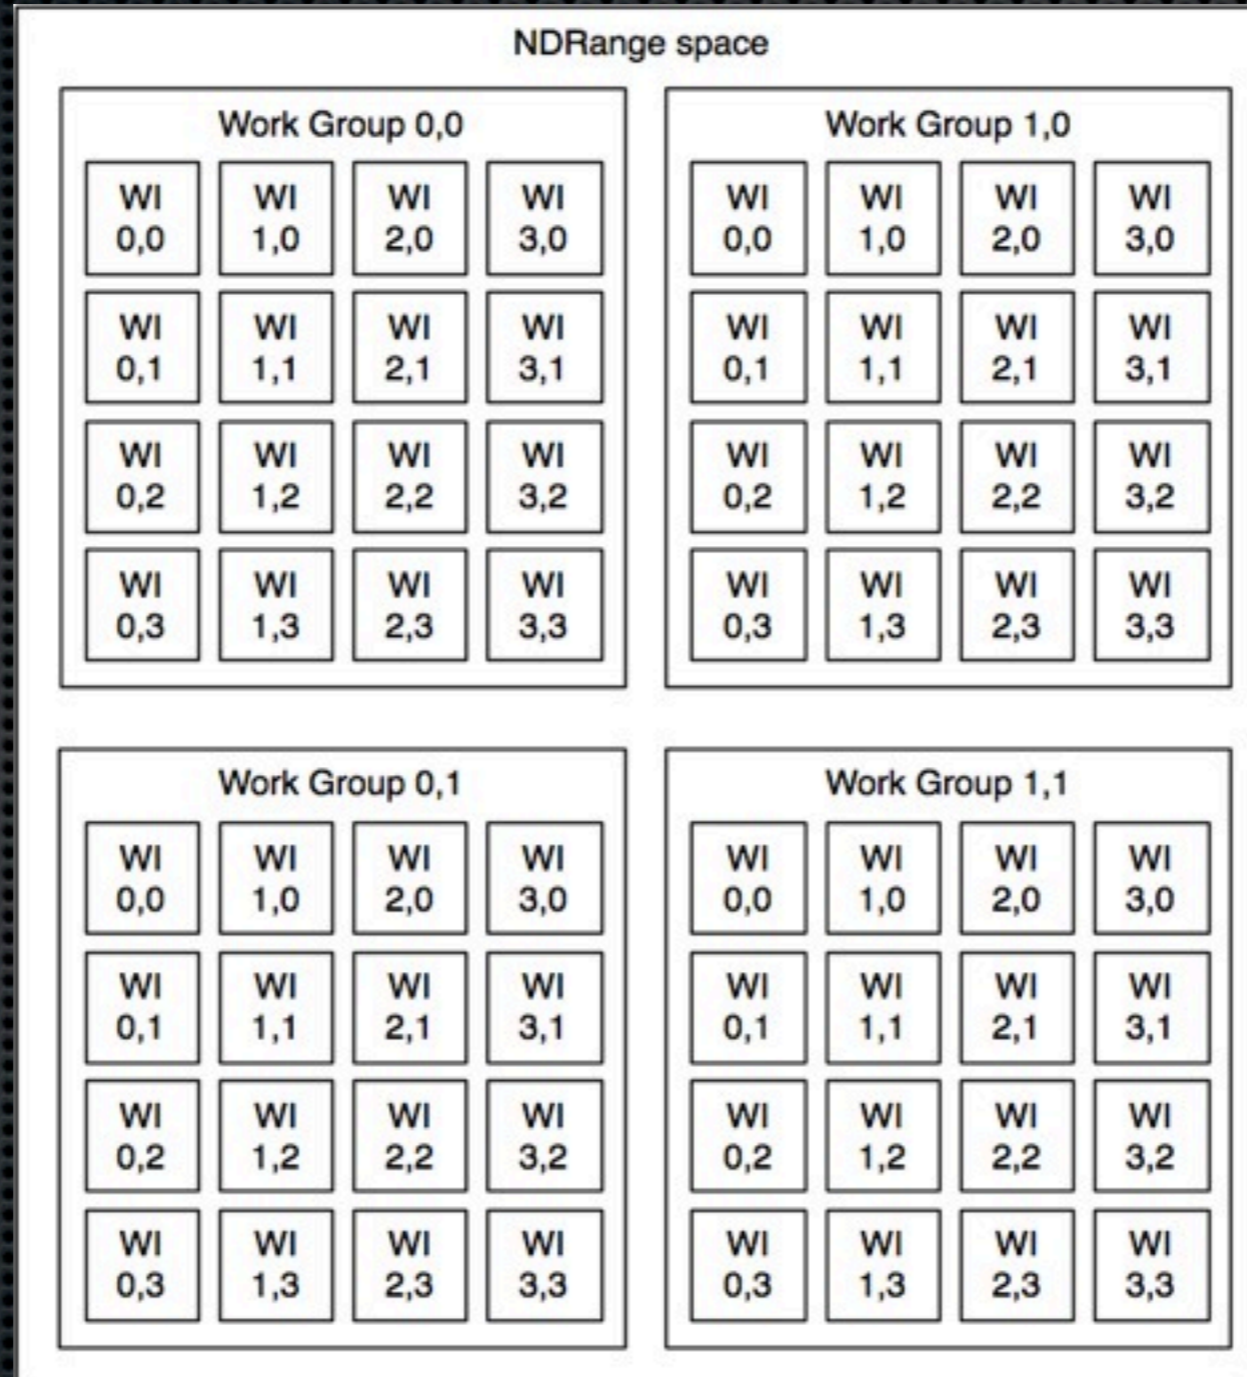 NDRange space
Work Group 0,0
WI WI WI WI
0,0 1,0 2,0 3,0
WI WI WI WI
0,1 1,1 2,1 3,1
WI WI WI WI
0,2 1,2 2,2 3,2
WI WI WI WI
0,3 1,3 2,3 3,3
Work Group 1,0
WI WI WI WI
0,0 1,0 2,0 3,0
WI WI WI WI
0,1 1,1 2,1 3,1
WI WI WI WI
0,2 1,2 2,2 3,2
WI WI WI WI
0,3 1,3 2,3 3,3
Work Group 0,1
WI WI WI WI
0,0 1,0 2,0 3,0
WI WI WI WI
0,1 1,1 2,1 3,1
WI WI WI WI
0,2 1,2 2,2 3,2
WI WI WI WI
0,3 1,3 2,3 3,3
Work Group 1,1
WI WI WI WI
0,0 1,0 2,0 3,0
WI WI WI WI
0,1 1,1 2,1 3,1
WI WI WI WI
0,2 1,2 2,2 3,2
WI WI WI WI
0,3 1,3 2,3 3,3